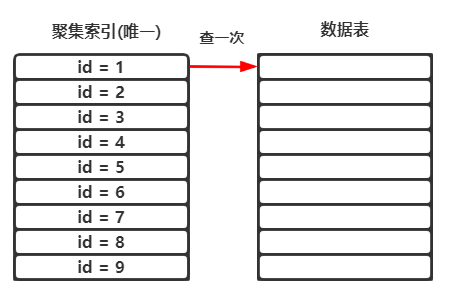 聚集索引(唯一)
查一次
数据表
id = 1
id = 2
id = 3
id = 4
id = 5
id = 6
id = 7
id = 8
id = 9